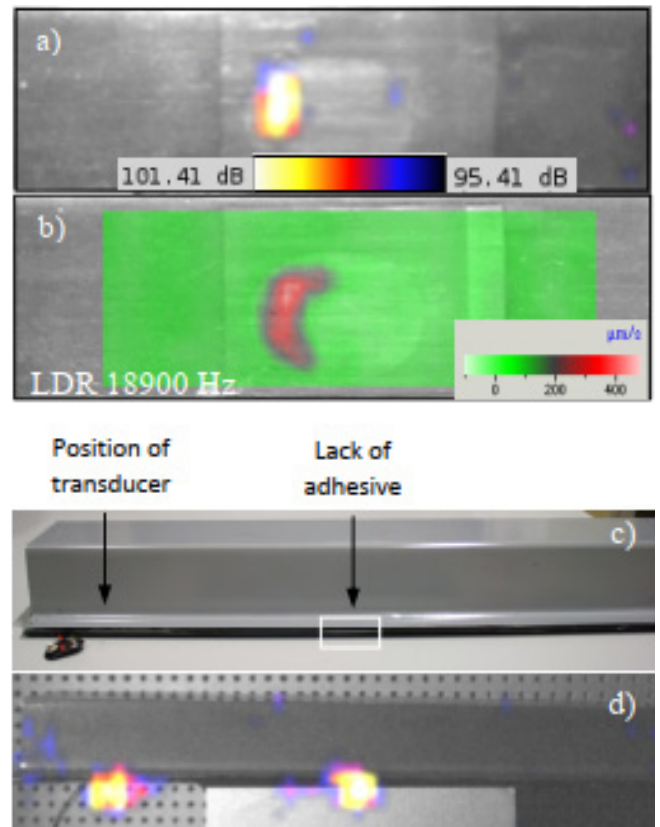 a)
101.41 dB
95.41 dB
b)
µm/s
0 200 400
LDR 18900 Hz
Position of
transducer
Lack of
adhesive
c)
d)